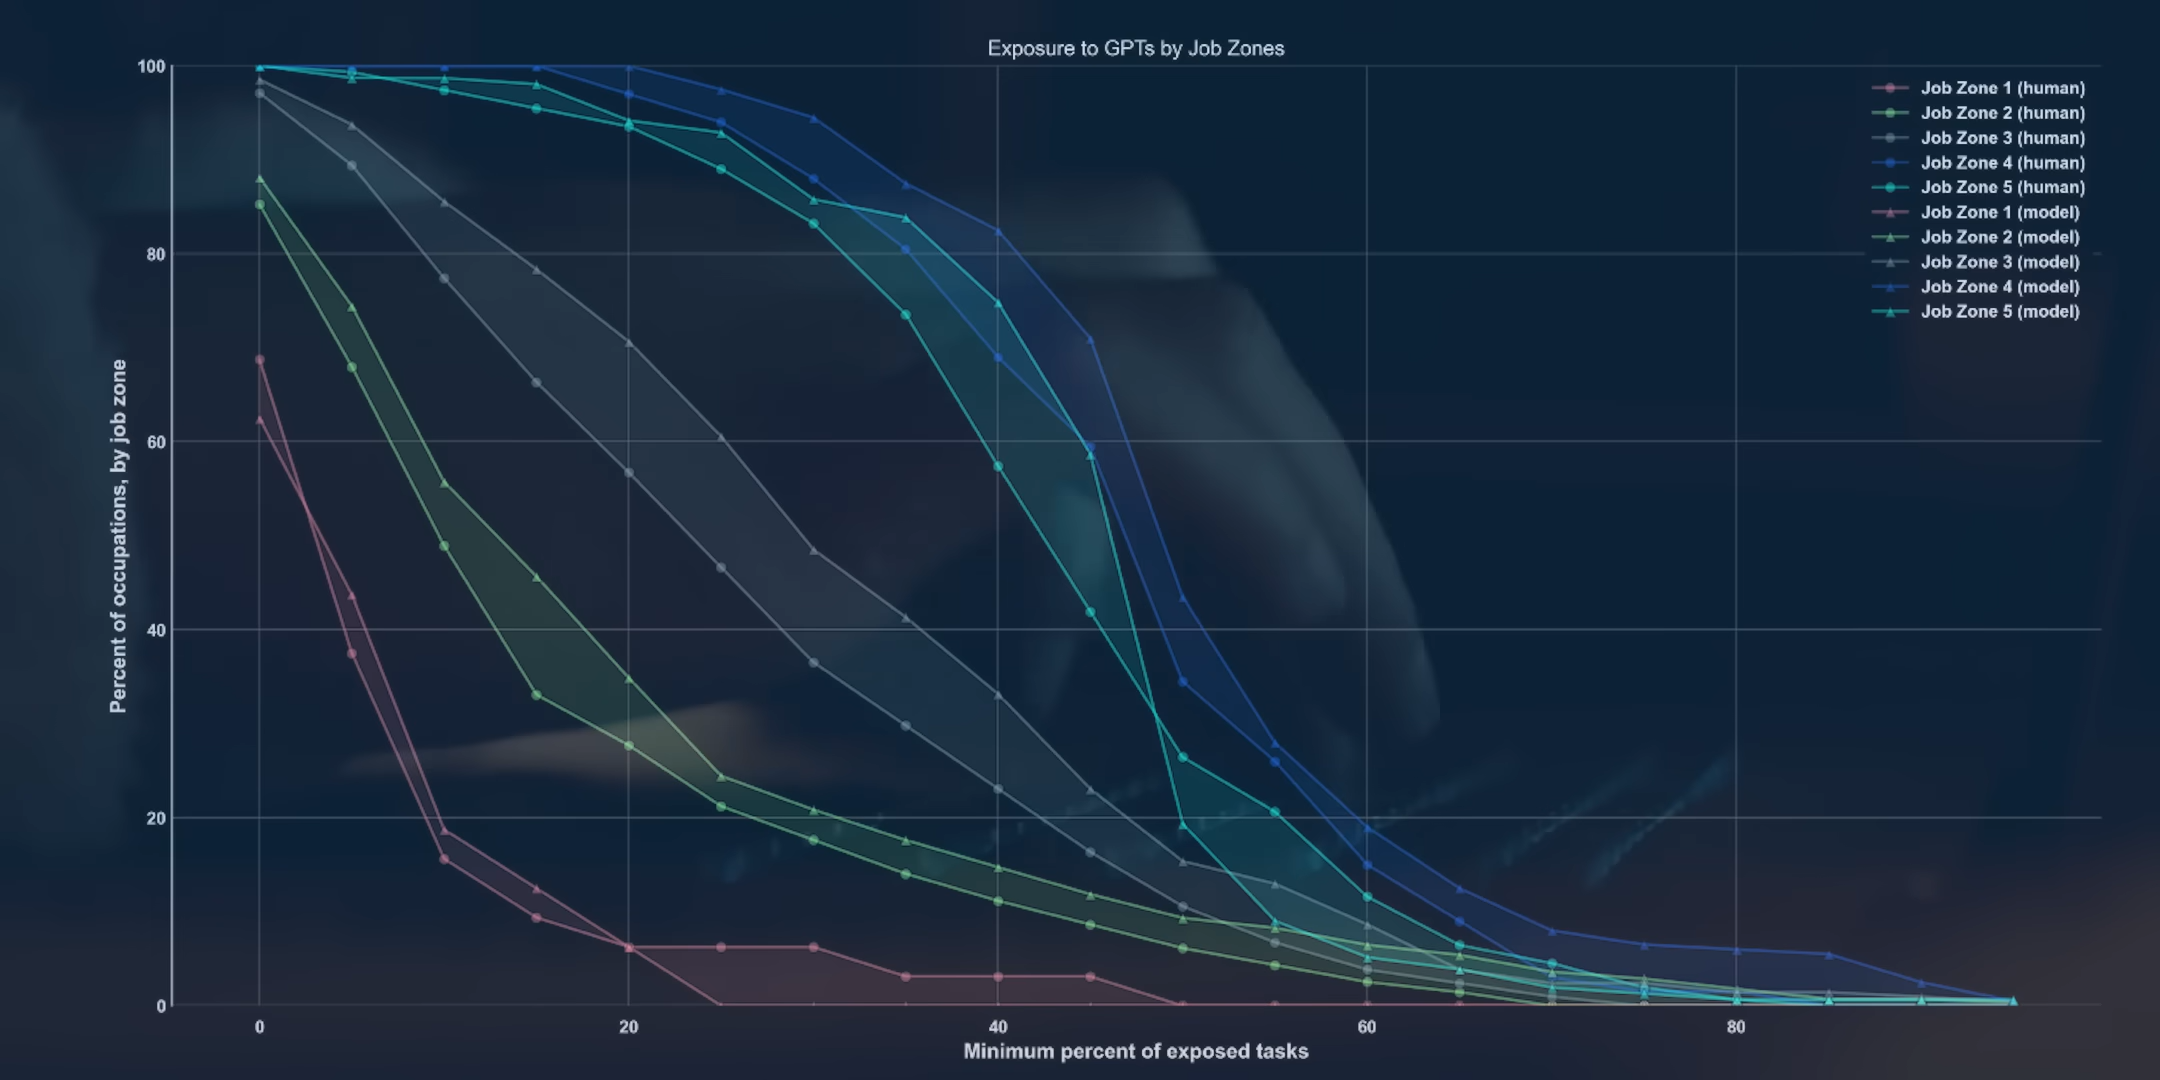 Exposure to GPTs by Job Zones
100
80
60
40
20
0
Percent of occupations, by job zone
Job Zone 1 (human)
Job Zone 2 (human)
Job Zone 3 (human)
Job Zone 4 (human)
Job Zone 5 (human)
Job Zone 1 (model)
Job Zone 2 (model)
Job Zone 3 (model)
Job Zone 4 (model)
Job Zone 5 (model)
0 20 40 60 80
Minimum percent of exposed tasks